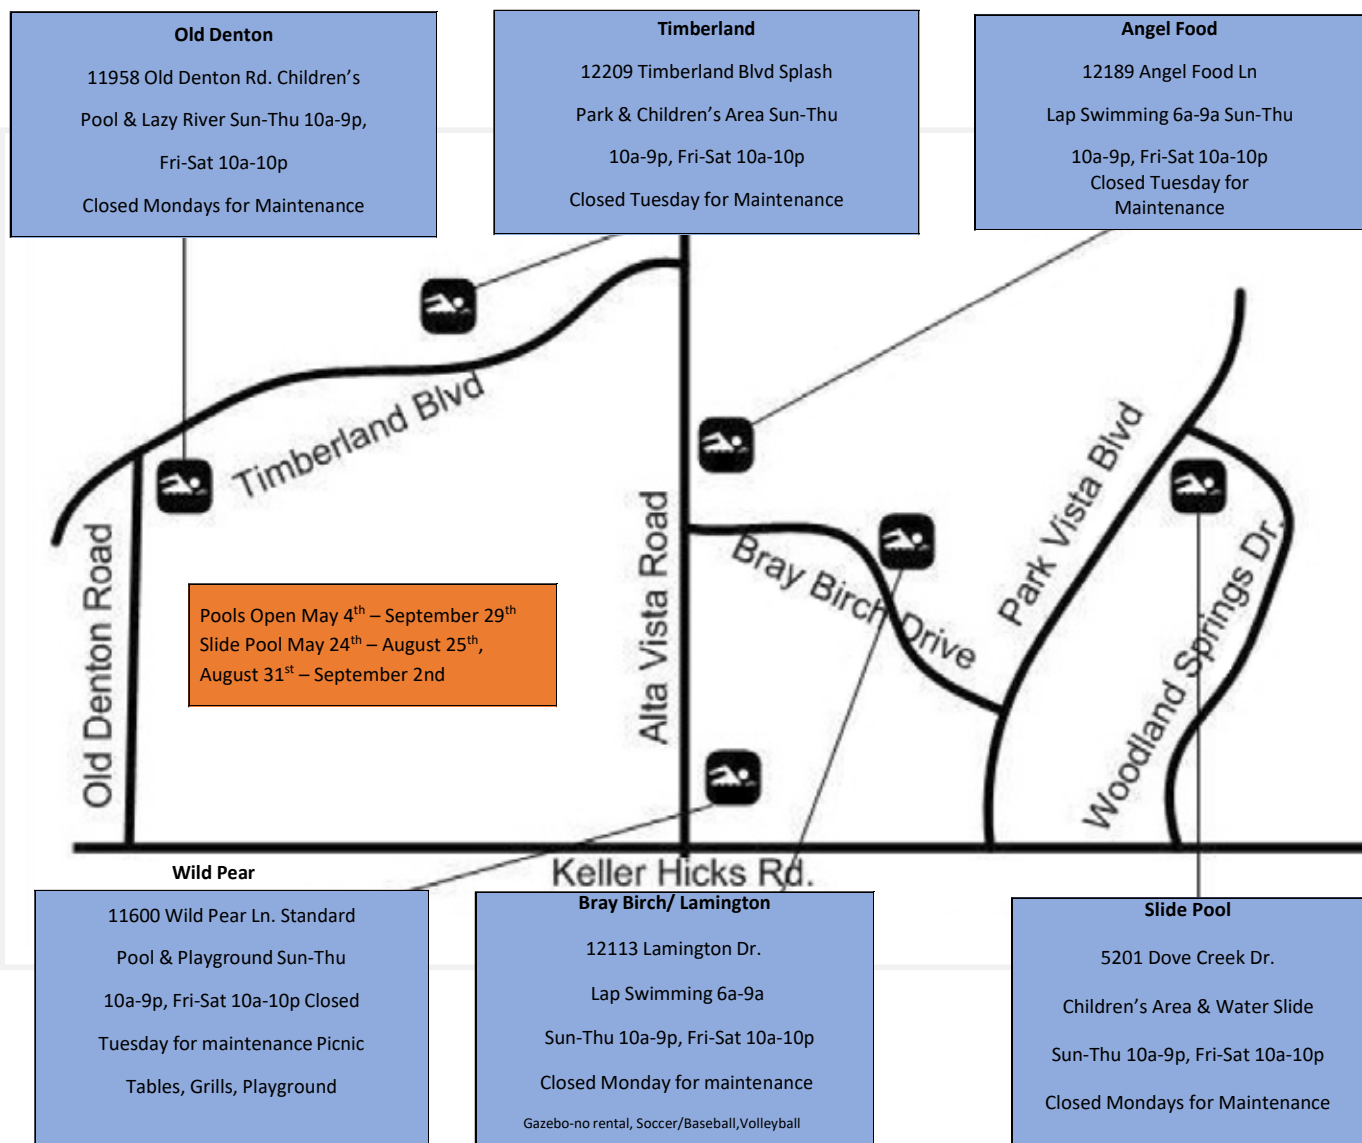 Old Denton
11958 Old Denton Rd. Children’s
Pool & Lazy River Sun-Thu 10a-9p,
Fri-Sat 10a-10p
Closed Mondays for Maintenance
Timberland
12209 Timberland Blvd Splash
Park & Children’s Area Sun-Thu
10a-9p, Fri-Sat 10a-10p
Closed Tuesday for Maintenance
Angel Food
12189 Angel Food Ln
Lap Swimming 6a-9a Sun-Thu
10a-9p, Fri-Sat 10a-10p
Closed Tuesday for
Maintenance
Timberland Blvd
Old Denton Road
Alta Vista Road
Bray Birch Drive
Park Vista Blvd
Woodland Springs Dr.
Pools Open May 4th – September 29th
Slide Pool May 24th – August 25th,
August 31st – September 2nd
Keller Hicks Rd.
Wild Pear
11600 Wild Pear Ln. Standard
Pool & Playground Sun-Thu
10a-9p, Fri-Sat 10a-10p Closed
Tuesday for maintenance Picnic
Tables, Grills, Playground
Bray Birch/ Lamington
12113 Lamington Dr.
Lap Swimming 6a-9a
Sun-Thu 10a-9p, Fri-Sat 10a-10p
Closed Monday for maintenance
Gazebo-no rental, Soccer/Baseball,Volleyball
Slide Pool
5201 Dove Creek Dr.
Children’s Area & Water Slide
Sun-Thu 10a-9p, Fri-Sat 10a-10p
Closed Mondays for Maintenance